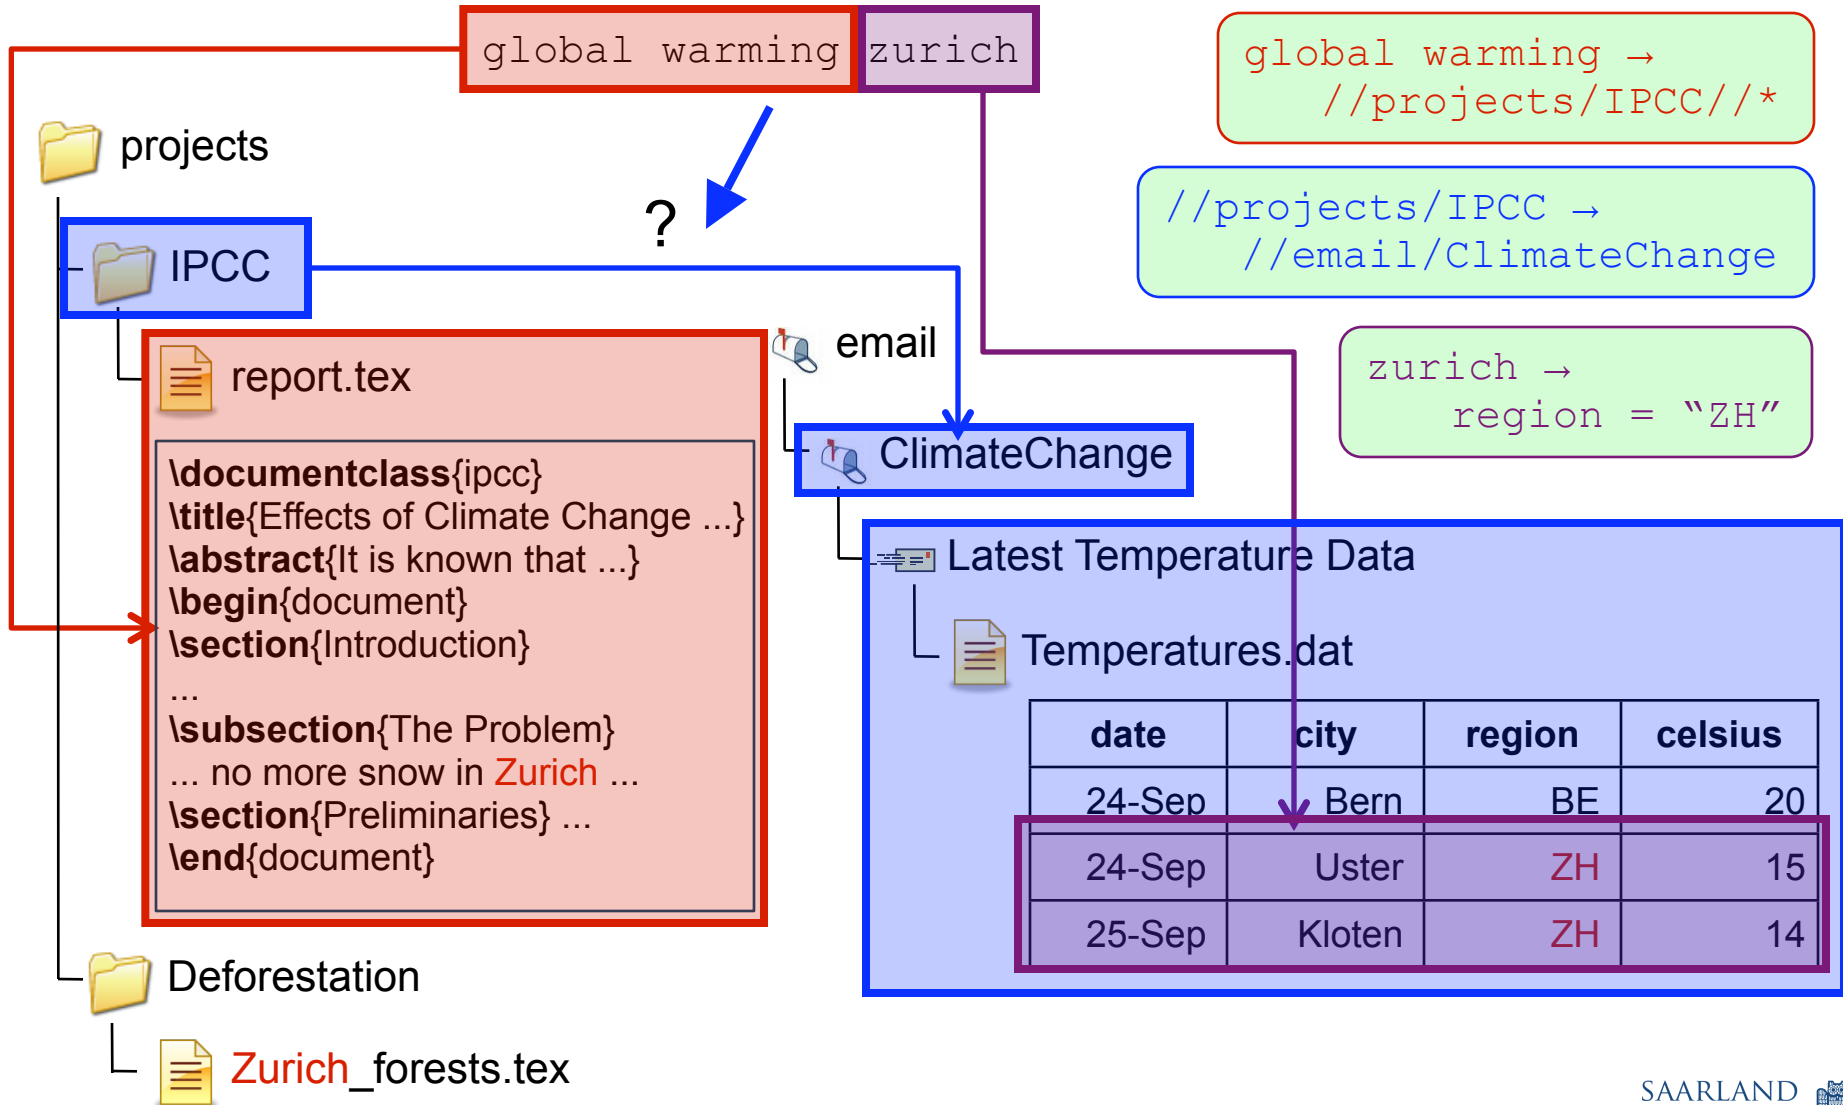 global warming zurich
global warming →
//projects/IPCC//*
projects
//projects/IPCC →
//email/ClimateChange
?
IPCC
email
zurich →
region = “ZH”
report.tex
\documentclass{ipcc}
\title{Effects of Climate Change ...}
\abstract{It is known that ...}
\begin{document}
\section{Introduction}
...
\subsection{The Problem}
... no more snow in Zurich ...
\section{Preliminaries} ...
\end{document}
ClimateChange
Latest Temperature Data
Temperatures.dat
date city region celsius
24-Sep Bern BE 20
24-Sep Uster ZH 15
25-Sep Kloten ZH 14
Deforestation
Zurich_forests.tex
SAARLAND